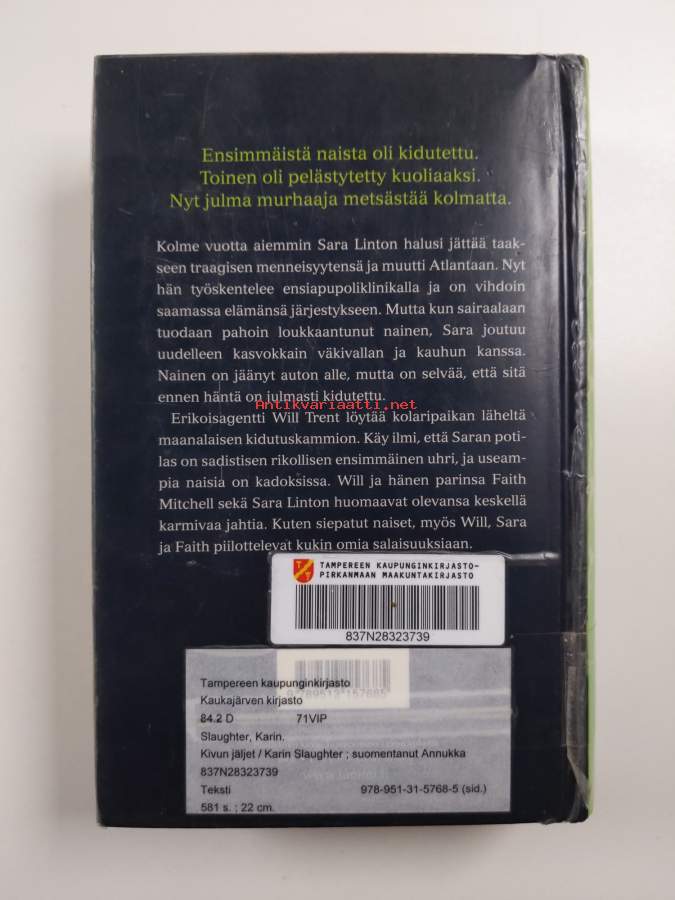 Ensimmäistä naista oli kidutettu.
Toinen oli pelästytetty kuoliaaksi.
Nyt julma murhaaja metsästää kolmatta.
Kolme vuotta aiemmin Sara Linton halusi jättää taak-
seen traagisen menneisyytensä ja muutti Atlantaan. Nyt
hän työskentelee ensiapupoliklinikalla ja on vihdoin
saamassa elämänsä järjestykseen. Mutta kun sairaalaan
tuodaan pahoin loukkaantunut nainen, Sara joutuu
uudelleen kasvokkain väkivallan ja kauhun kanssa.
Nainen on jäänyt auton alle, mutta on selvää, että sitä
ennen häntä on julmasti kidutettu.
Antikvariaatti.net
Erikoisagentti Will Trent löytää kolaripaikan läheltä
maanalaisen kidutuskammion. Käy ilmi, että Saran poti-
las on sadistisen rikollisen ensimmäinen uhri, ja useam-
pia naisia on kadoksissa. Will ja hänen parinsa Faith
Mitchell sekä Sara Linton huomaavat olevansa keskellä
karmivaa jahtia. Kuten siepatut naiset, myös Will, Sara
ja Faith piilottelevat kukin omia salaisuuksiaan.
TAMPEREEN KAUPUNGINKIRJASTO-
PIRKANMAAN MAAKUNTAKIRJASTO
837N28323739
Tampereen kaupunginkirjasto
Kaukajärven kirjasto
84.2 D 71VIP
Slaughter, Karin.
Kivun jäljet / Karin Slaughter ; suomentanut Annukka
837N28323739
Teksti 978-951-31-5768-5 (sid.)
581 s. ; 22 cm.